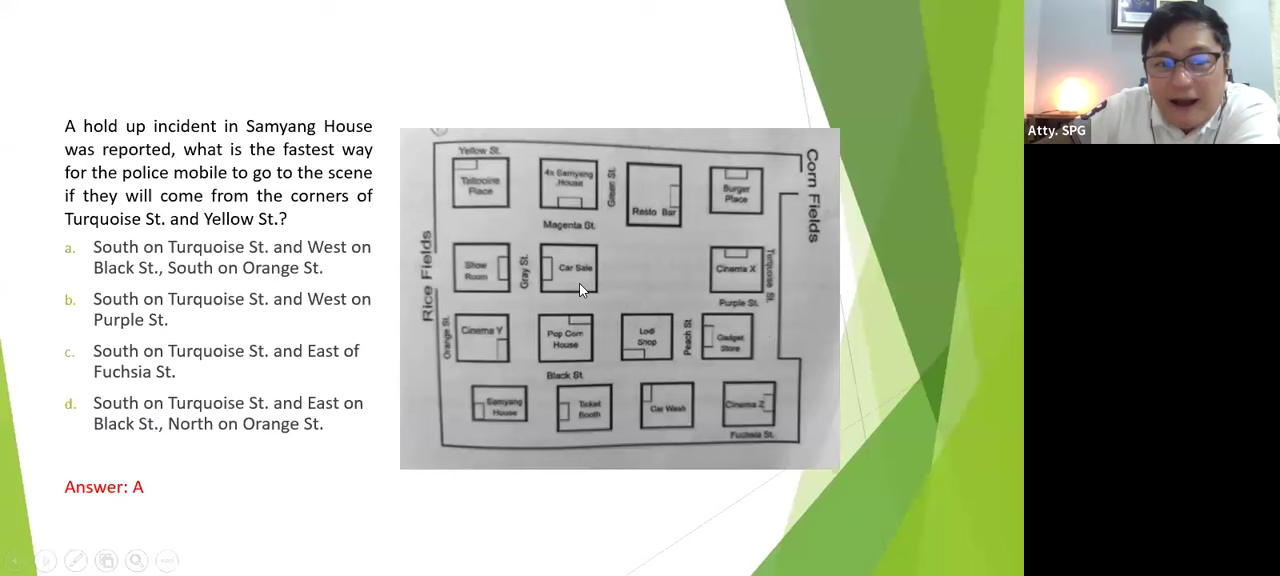 A hold up incident in Samyang House
was reported, what is the fastest way
for the police mobile to go to the scene
if they will come from the corners of
Turquoise St. and Yellow St.?
a. South on Turquoise St. and West on
Black St., South on Orange St.
b. South on Turquoise St. and West on
Purple St.
c. South on Turquoise St. and East of
Fuchsia St.
d. South on Turquoise St. and East on
Black St., North on Orange St.
Answer: A
Yellow St.
Place
4x Samyang
House
Green St.
Resto Bar
Burger
Place
Corn Fields
Magenta St.
Rice Fields
Show
Room
Gray St.
Car Sale
Cinema X
Turquoise St.
Purple St.
Orange St.
Cinema Y
Pop Corn
House
Lodi
Shop
Peach St.
Gadget
Store
Black St.
Samyang
House
Ticket
Booth
Car Wash
Cinema Z
Fuchsia St.
Atty. SPG